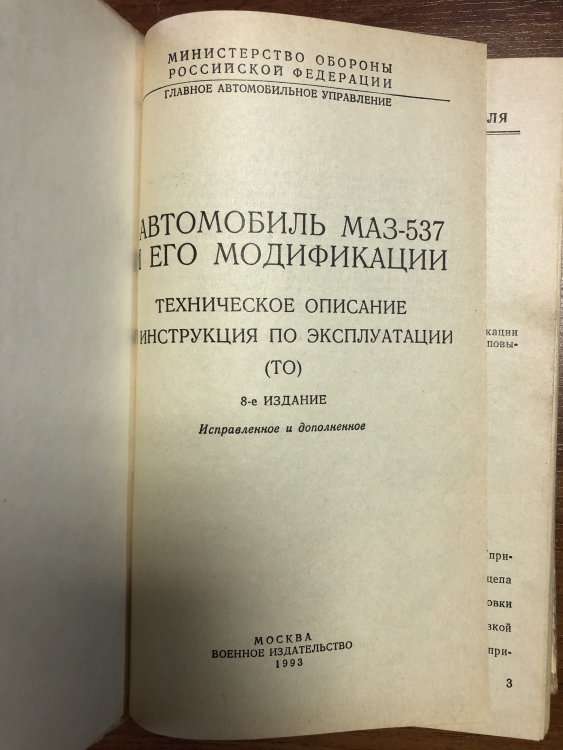 МИНИСТЕРСТВО ОБОРОНЫ
РОССИЙСКОЙ ФЕДЕРАЦИИ
ГЛАВНОЕ АВТОМОБИЛЬНОЕ УПРАВЛЕНИЕ
АВТОМОБИЛЬ МАЗ-537
И ЕГО МОДИФИКАЦИИ
ТЕХНИЧЕСКОЕ ОПИСАНИЕ
И ИНСТРУКЦИЯ ПО ЭКСПЛУАТАЦИИ
(ТО)
8-е ИЗДАНИЕ
Исправленное и дополненное
МОСКВА
ВОЕННОЕ ИЗДАТЕЛЬСТВО
1993
ЛЯ
кации
повы-
при-
цепа
овки
вкой
при-
3